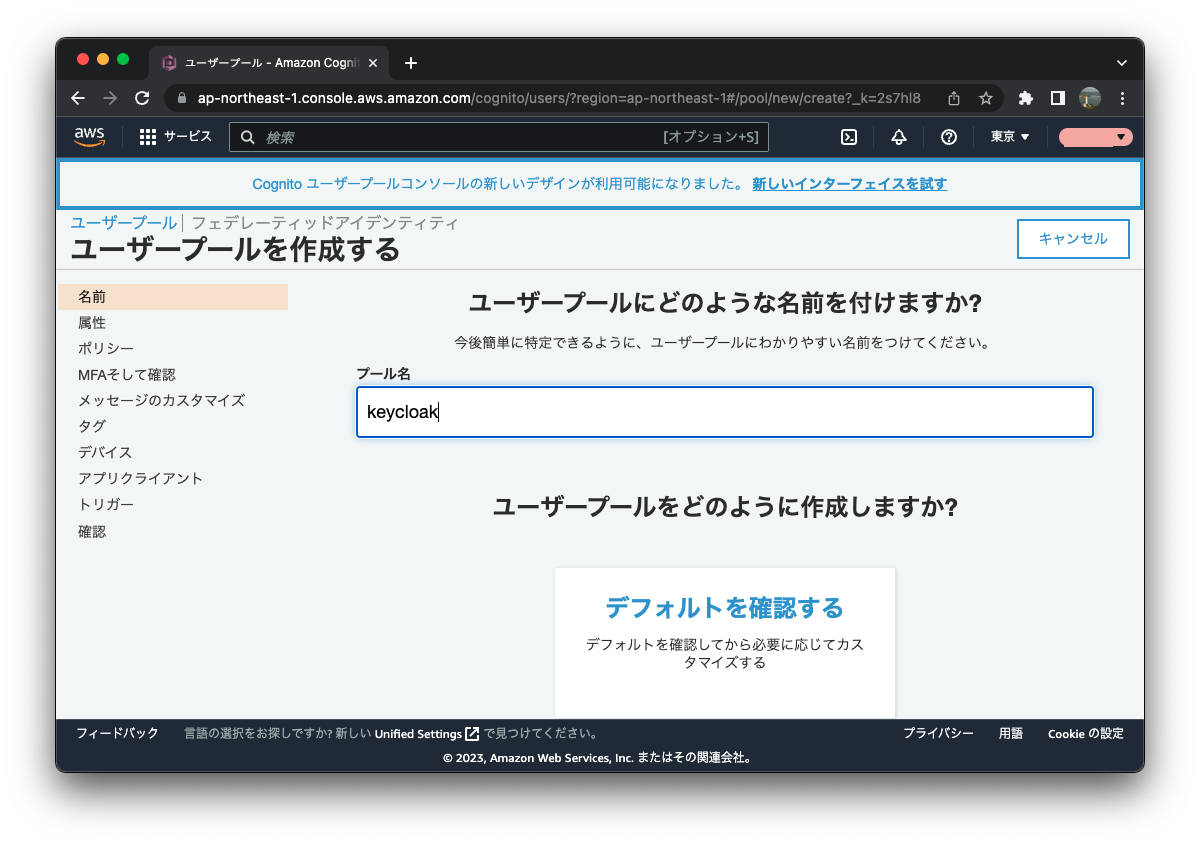 ユーザープール - Amazon Cogni
ap-northeast-1.console.aws.amazon.com/cognito/users/?region=ap-northeast-1#/pool/new/create?_k=2s7hl8
aws サービス 検索 [オプション+S] 東京
Cognito ユーザープールコンソールの新しいデザインが利用可能になりました。 新しいインターフェイスを試す
ユーザープール | フェデレーティッドアイデンティティ
ユーザープールを作成する
キャンセル
名前
属性
ポリシー
MFAそして確認
メッセージのカスタマイズ
タグ
デバイス
アプリクライアント
トリガー
確認
ユーザープールにどのような名前を付けますか?
今後簡単に特定できるように、ユーザープールにわかりやすい名前をつけてください。
プール名
keycloak
ユーザープールをどのように作成しますか?
デフォルトを確認する
デフォルトを確認してから必要に応じてカス
タマイズする
フィードバック 言語の選択をお探しですか? 新しい Unified Settings で見つけてください。 プライバシー 用語 Cookie の設定
© 2023, Amazon Web Services, Inc. またはその関連会社。